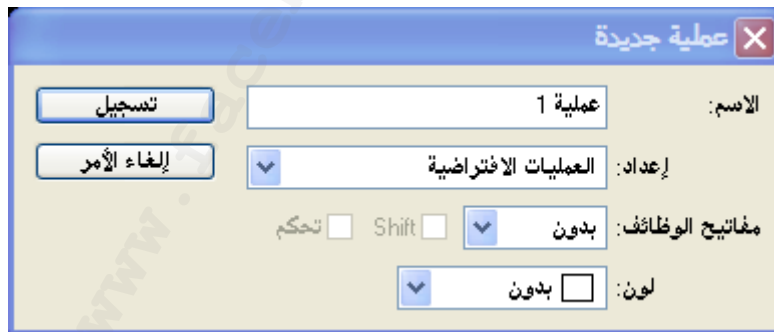 عملية جديدة
الاسم: عملية 1 تسجيل
إعداد: العمليات الافتراضية إلغاء الأمر
مفاتيح الوظائف: بدون Shift تحكم
لون: بدون